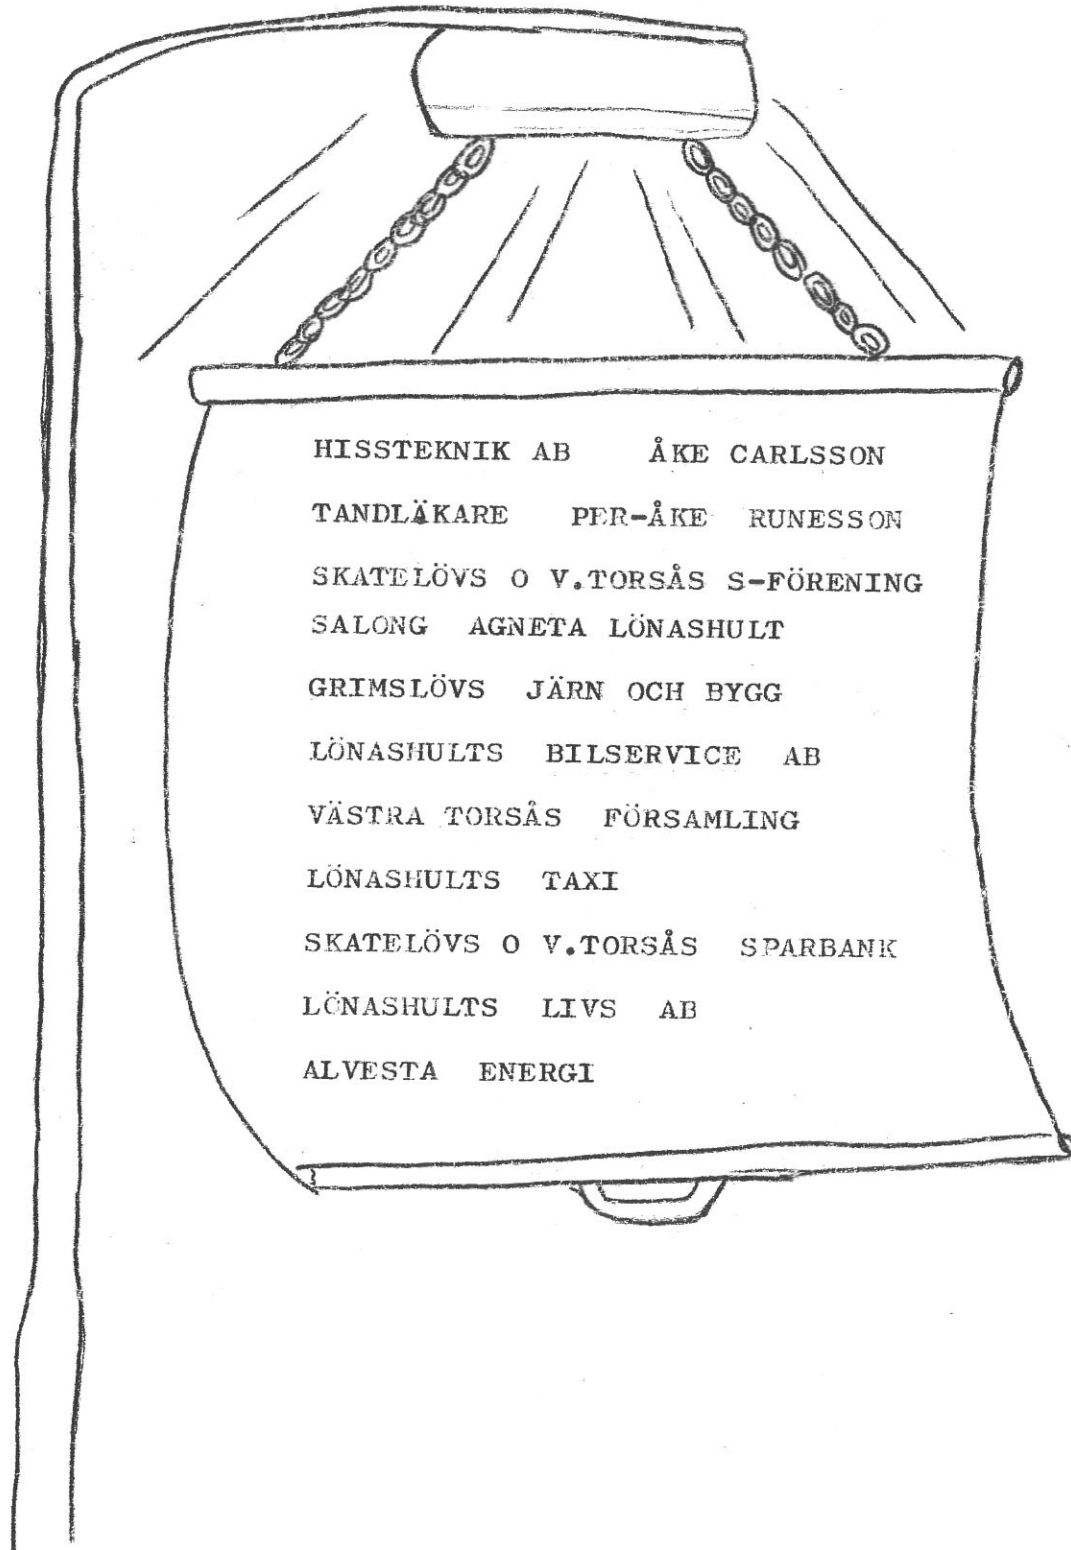 HISSTEKNIK AB ÅKE CARLSSON
TANDLÄKARE PER-ÅKE RUNESSON
SKATELÖVS O V.TORSÅS S-FÖRENING
SALONG AGNETA LÖNASHULT
GRIMSLÖVS JÄRN OCH BYGG
LÖNASHULTS BILSERVICE AB
VÄSTRA TORSÅS FÖRSAMLING
LÖNASHULTS TAXI
SKATELÖVS O V.TORSÅS SPARBANK
LÖNASHULTS LIVS AB
ALVESTA ENERGI